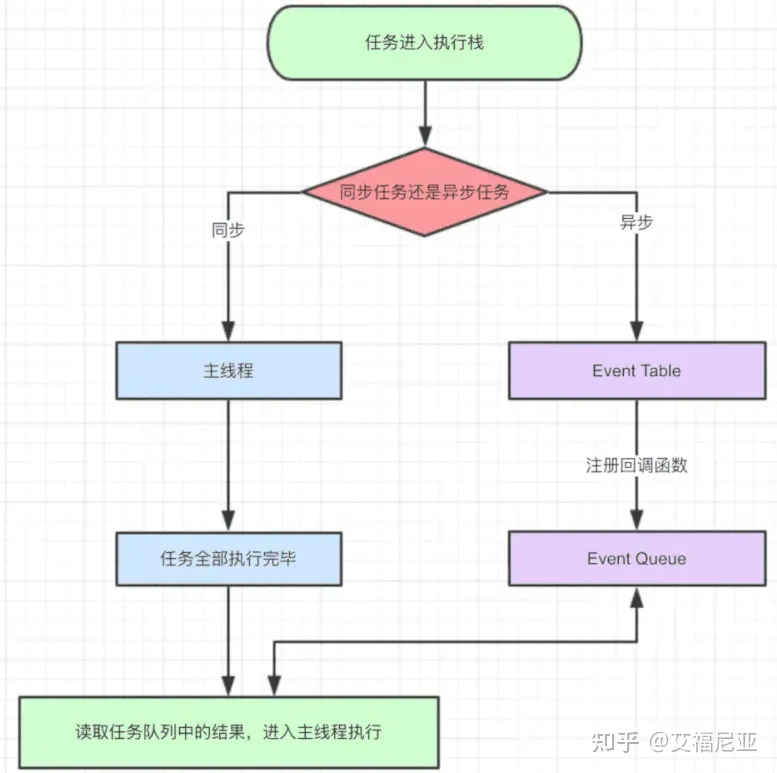 任务进入执行栈
同步任务还是异步任务
同步
异步
主线程
Event Table
注册回调函数
任务全部执行完毕
Event Queue
读取任务队列中的结果，进入主线程执行
知乎 @艾福尼亚